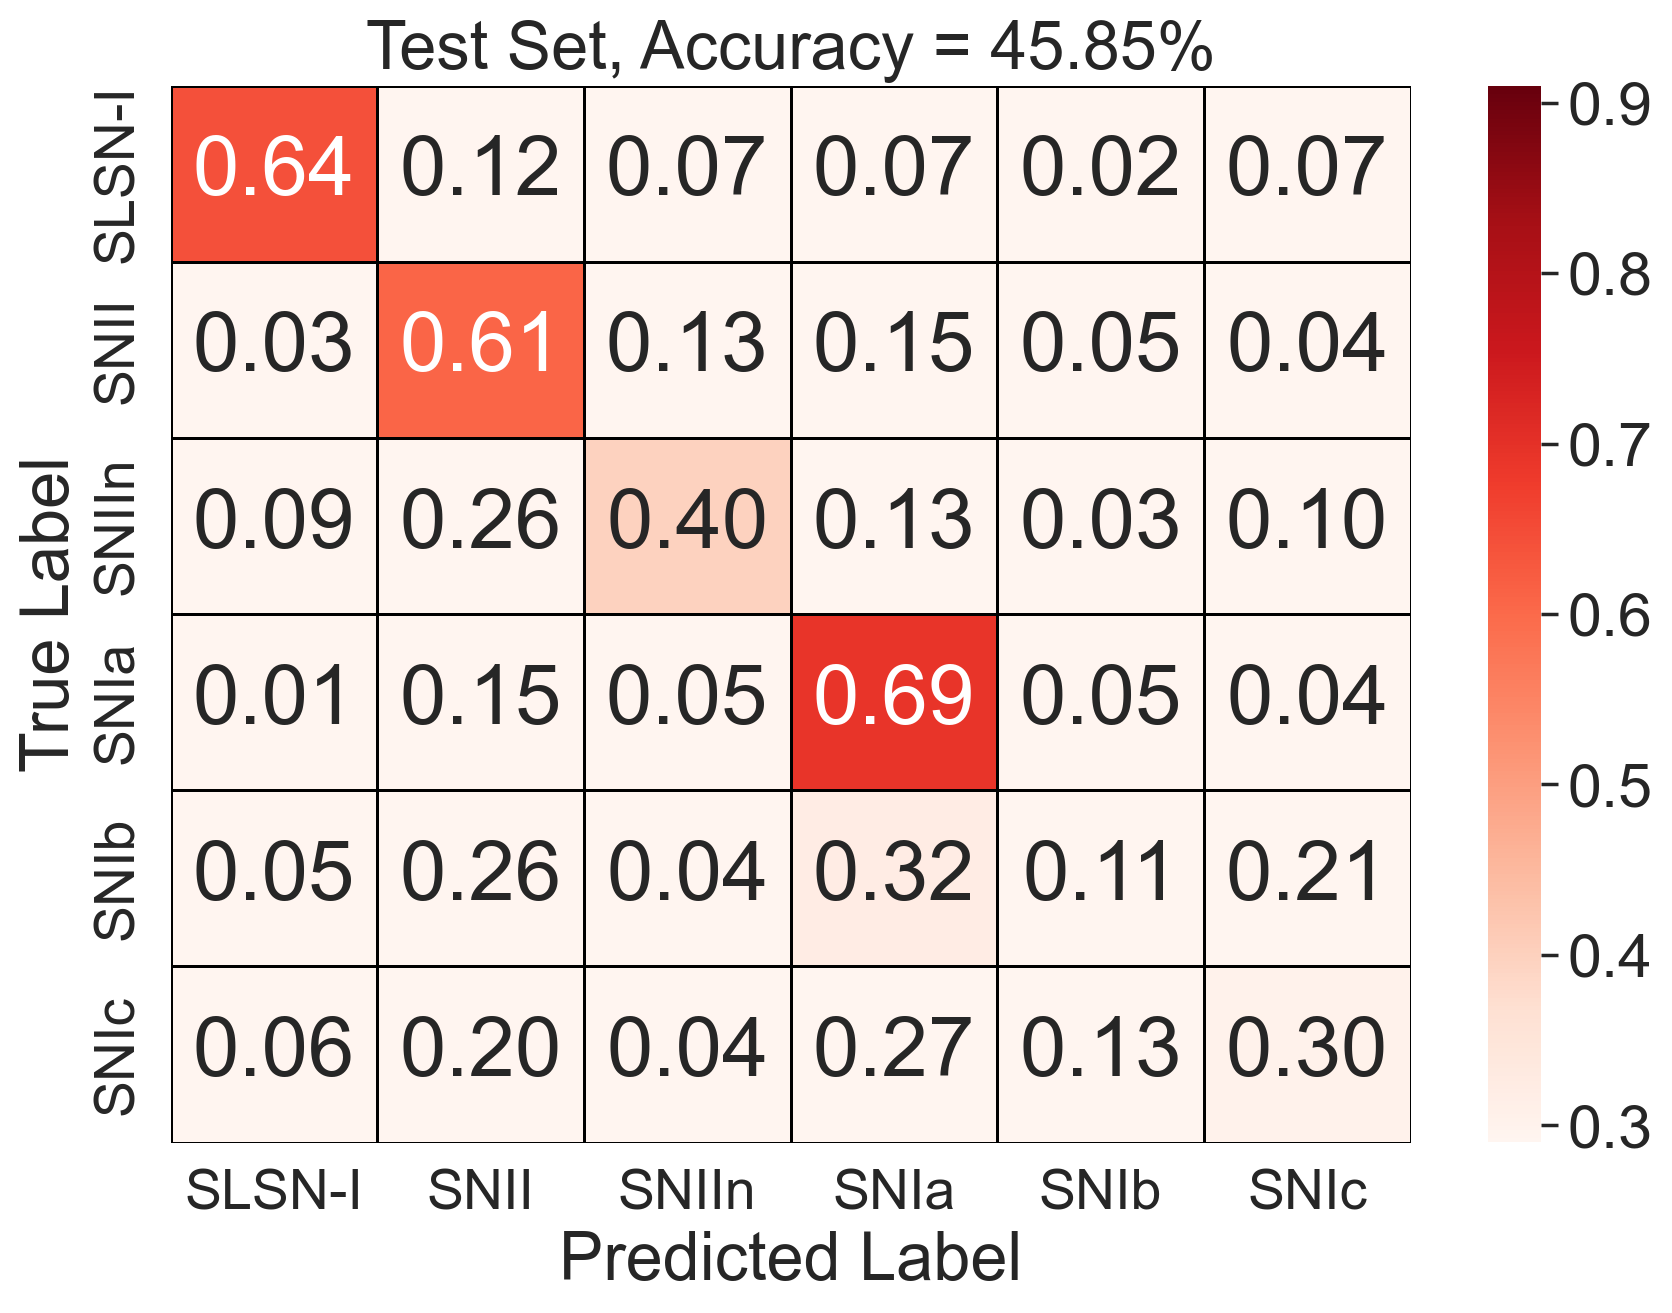 Test Set, Accuracy = 45.85%
SLSN-I 0.64 0.12 0.07 0.07 0.02 0.07
SNII 0.03 0.61 0.13 0.15 0.05 0.04
SNIIn 0.09 0.26 0.40 0.13 0.03 0.10
SNIa 0.01 0.15 0.05 0.69 0.05 0.04
SNIb 0.05 0.26 0.04 0.32 0.11 0.21
SNIc 0.06 0.20 0.04 0.27 0.13 0.30
True Label
SLSN-I SNII SNIIn SNIa SNIb SNIc
Predicted Label
0.9
0.8
0.7
0.6
0.5
0.4
0.3